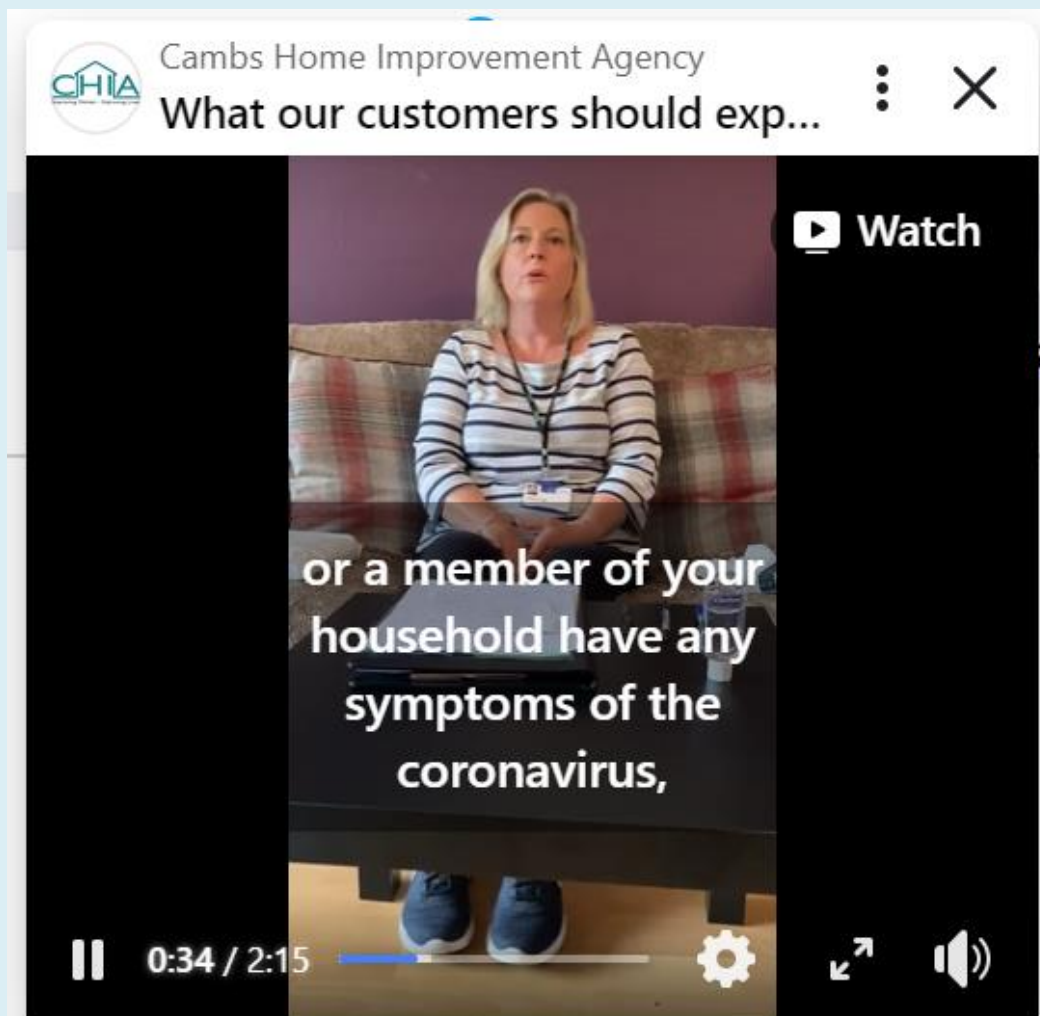 CHIA
Cambs Home Improvement Agency
What our customers should exp...
Watch
or a member of your
household have any
symptoms of the
coronavirus,
0:34 / 2:15